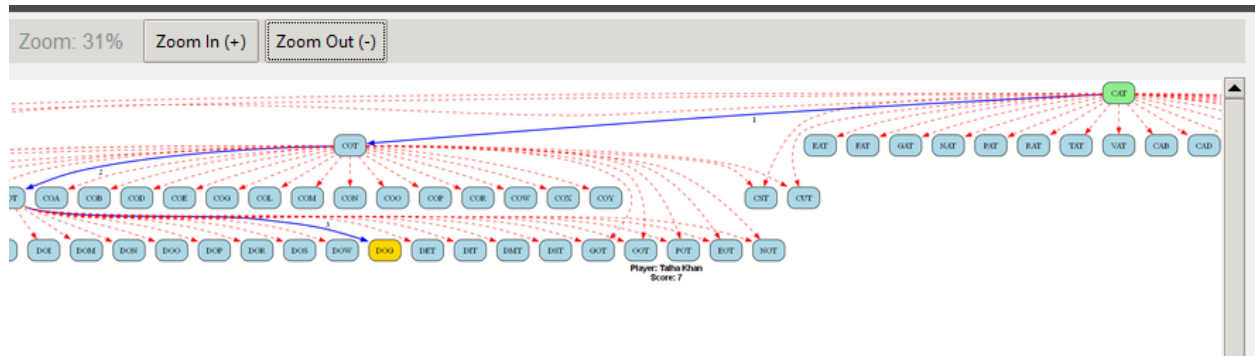 Zoom: 31% Zoom In (+) Zoom Out (-)
CAT
1
COT EAT FAT GAT NAT PAT RAT TAT VAT CAB CAD
2
OT COA COB COD COE COG COL COM CON COO COP COR COW COX COY CST CUT
3
DOI DOM DON DOO DOP DOR DOS DOW DOG DET DIT DMT DST GOT OOT POT ROT NOT
Player: Talha Khan
Score: 7